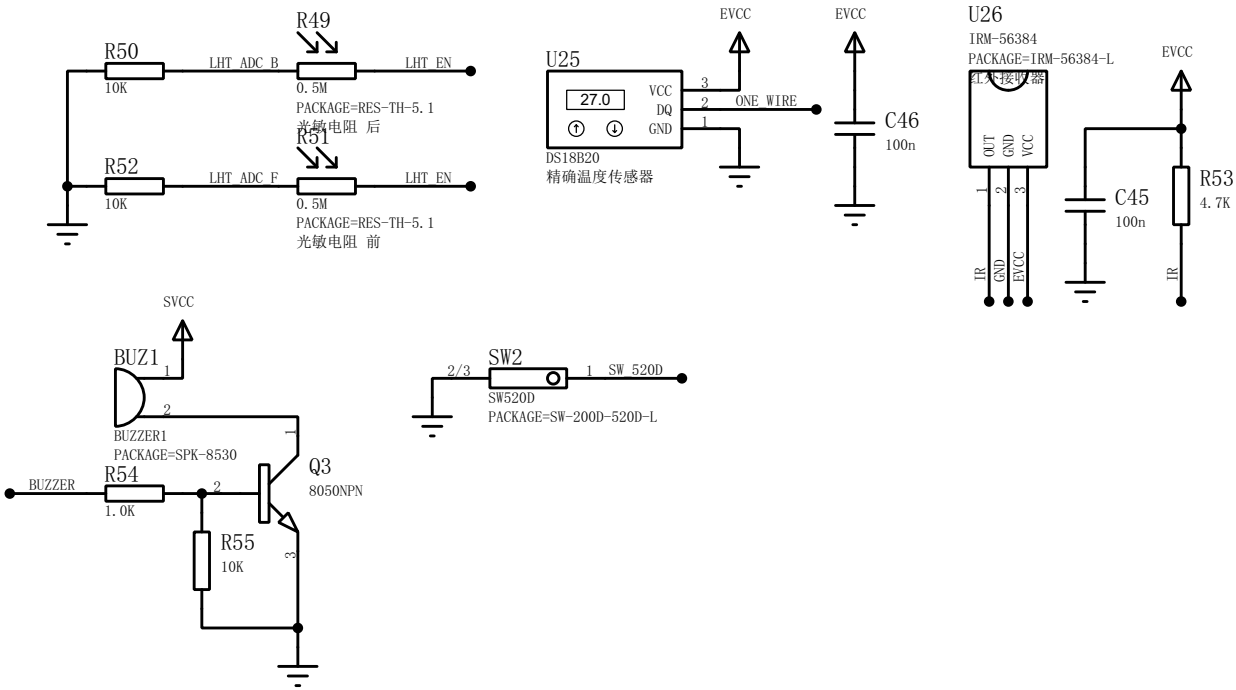 R49
R50
LHT_ADC_B
LHT_EN
10K
0.5M
PACKAGE=RES-TH-5.1
光敏电阻 后
R51
R52
LHT_ADC_F
LHT_EN
10K
0.5M
PACKAGE=RES-TH-5.1
光敏电阻 前
EVCC
U25
27.0
VCC
3
DQ
2
ONE_WIRE
GND
1
DS18B20
精确温度传感器
EVCC
C46
100n
U26
IRM-56384
PACKAGE=IRM-56384-L
红外接收器
OUT
GND
VCC
1
2
3
IR
GND
EVCC
EVCC
C45
100n
R53
4.7K
IR
SVCC
BUZ1
1
2
BUZZER1
PACKAGE=SPK-8530
1
R54
BUZZER
1.0K
2
Q3
8050NPN
3
R55
10K
SW2
2/3
1
SW_520D
SW520D
PACKAGE=SW-200D-520D-L